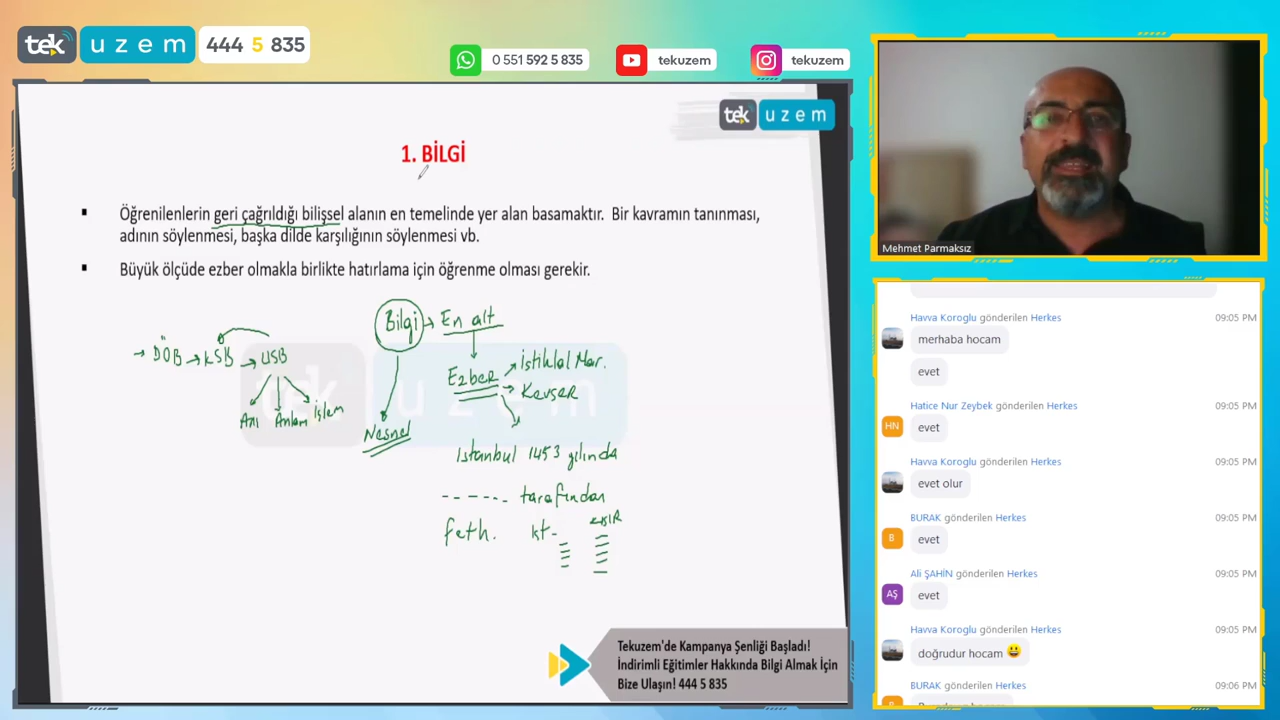 tek uzem 444 5 835
0 551 592 5 835
tekuzem
tekuzem
tek uzem
1. BİLGİ
▪ Öğrenilenlerin geri çağrıldığı bilişsel alanın en temelinde yer alan basamaktır. Bir kavramın tanınması,
adının söylenmesi, başka dilde karşılığının söylenmesi vb.
▪ Büyük ölçüde ezber olmakla birlikte hatırlama için öğrenme olması gerekir.
Bilgi → En alt
→ DÖB → KSB → USB
Ezber
İstiklal Mar.
Kevser
Anlam İşlem
Nesnel
tek uzem
İstanbul 1453 yılında
------ tarafından
feth. kt-
Tekuzem'de Kampanya Şenliği Başladı!
İndirimli Eğitimler Hakkında Bilgi Almak İçin
Bize Ulaşın! 444 5 835
Mehmet Parmaksız
Havva Koroglu gönderilen Herkes 09:05 PM
merhaba hocam
evet
Hatice Nur Zeybek gönderilen Herkes 09:05 PM
HN evet
Havva Koroglu gönderilen Herkes 09:05 PM
evet olur
BURAK gönderilen Herkes 09:05 PM
B evet
Ali ŞAHİN gönderilen Herkes 09:05 PM
AŞ evet
Havva Koroglu gönderilen Herkes 09:05 PM
doğrudur hocam 😃
BURAK gönderilen Herkes 09:06 PM